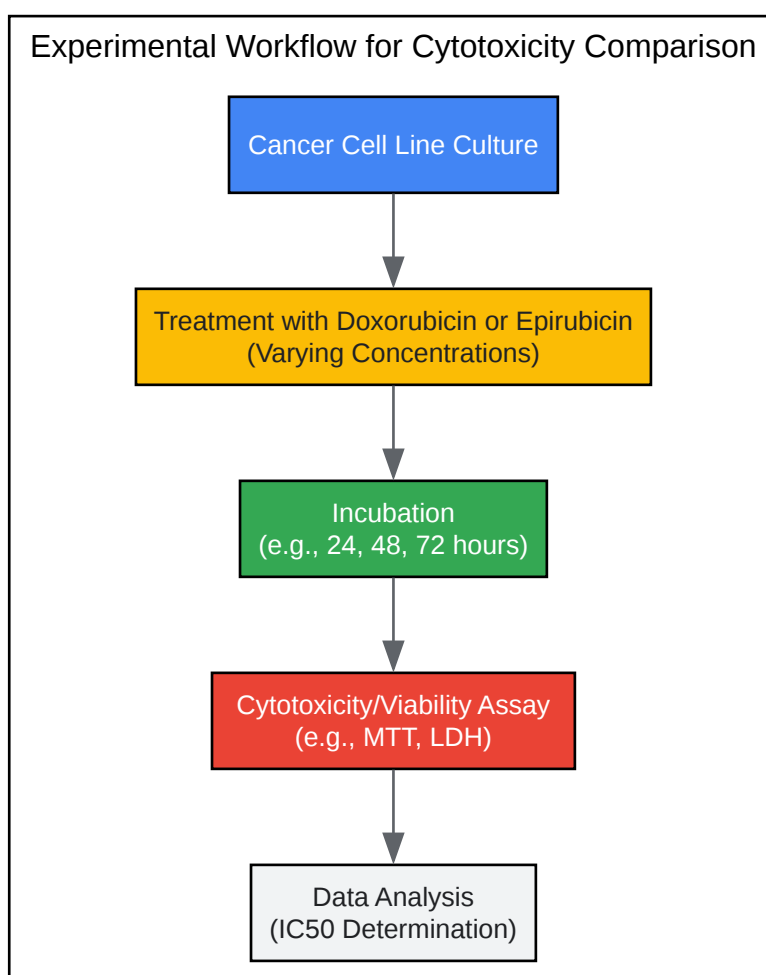 Experimental Workflow for Cytotoxicity Comparison
Cancer Cell Line Culture
Treatment with Doxorubicin or Epirubicin
(Varying Concentrations)
Incubation
(e.g., 24, 48, 72 hours)
Cytotoxicity/Viability Assay
(e.g., MTT, LDH)
Data Analysis
(IC50 Determination)